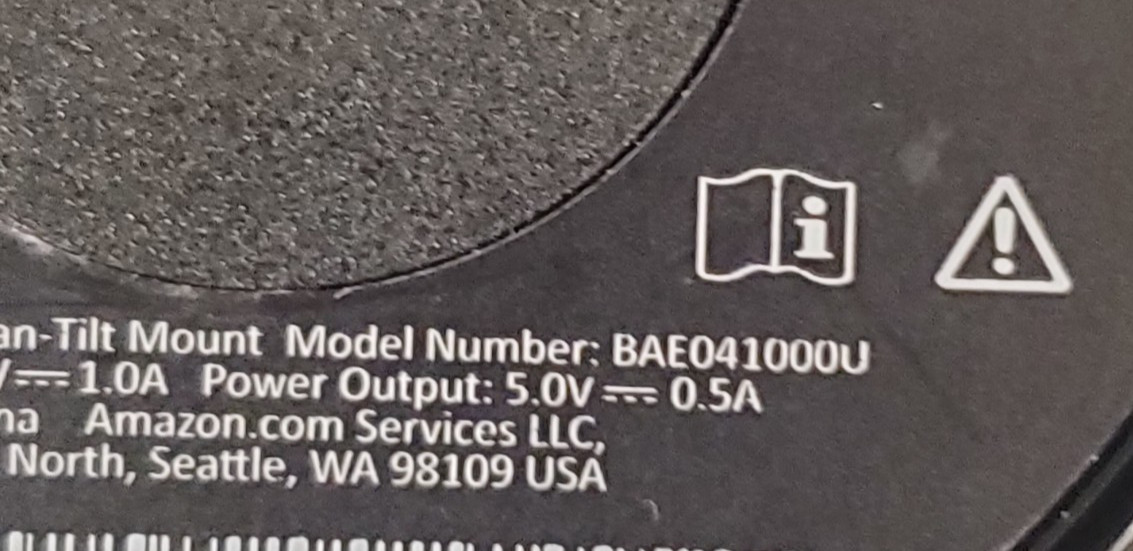 an-Tilt Mount Model Number: BAE041000U
V⎓1.0A Power Output: 5.0V⎓0.5A
na Amazon.com Services LLC,
North, Seattle, WA 98109 USA